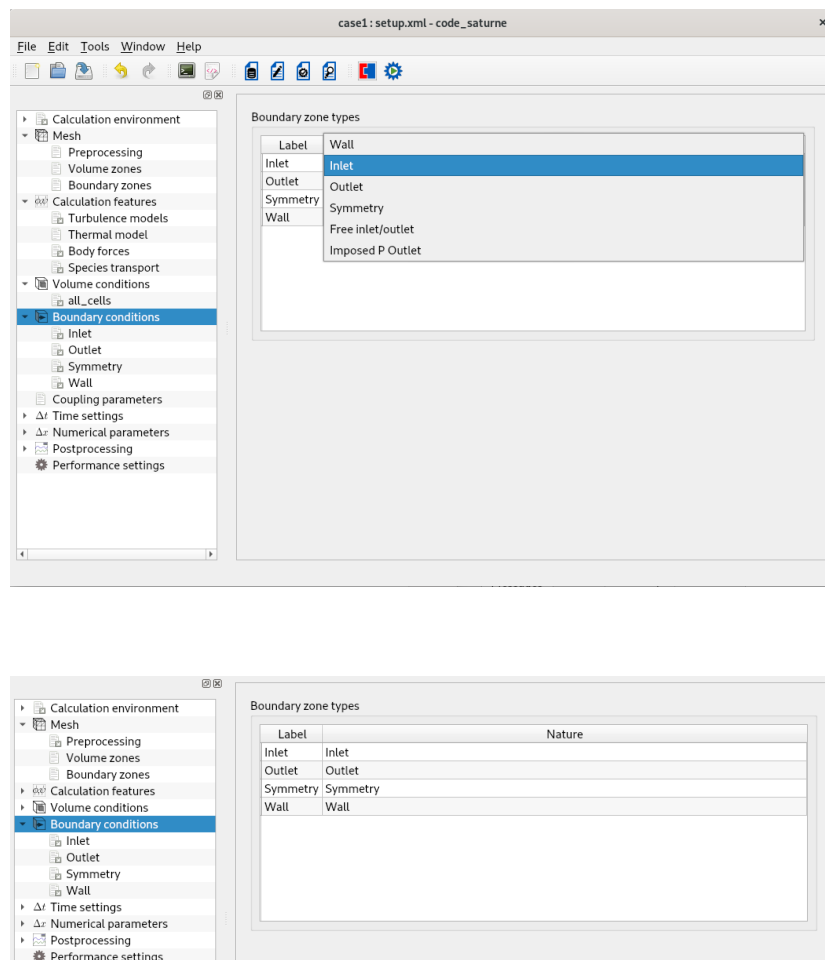 case1 : setup.xml - code_saturne
File Edit Tools Window Help
Calculation environment
Mesh
Preprocessing
Volume zones
Boundary zones
Calculation features
Turbulence models
Thermal model
Body forces
Species transport
Volume conditions
all_cells
Boundary conditions
Inlet
Outlet
Symmetry
Wall
Coupling parameters
Δt Time settings
Δx Numerical parameters
Postprocessing
Performance settings
Boundary zone types
Label
Inlet
Outlet
Symmetry
Wall
Wall
Inlet
Outlet
Symmetry
Free inlet/outlet
Imposed P Outlet
Calculation environment
Mesh
Preprocessing
Volume zones
Boundary zones
Calculation features
Volume conditions
Boundary conditions
Inlet
Outlet
Symmetry
Wall
Δt Time settings
Δx Numerical parameters
Postprocessing
Performance settings
Boundary zone types
Label Nature
Inlet Inlet
Outlet Outlet
Symmetry Symmetry
Wall Wall